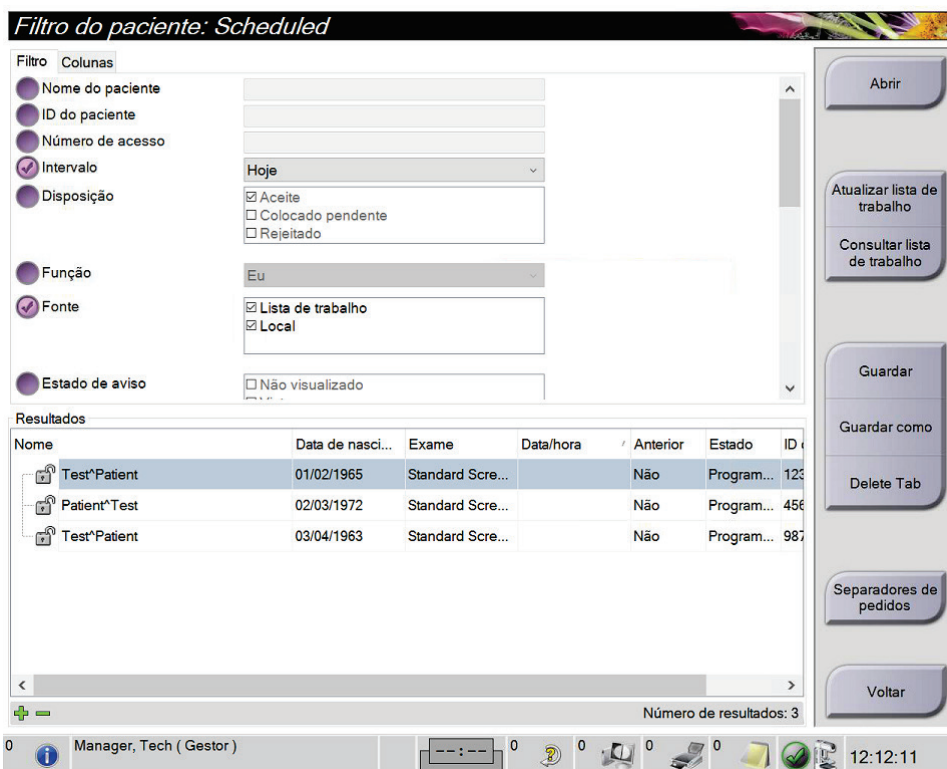 Filtro do paciente: Scheduled
Filtro Colunas
Nome do paciente
ID do paciente
Número de acesso
Intervalo Hoje
Disposição Aceite
Colocado pendente
Rejeitado
Função Eu
Fonte Lista de trabalho
Local
Estado de aviso Não visualizado
Abrir
Atualizar lista de
trabalho
Consultar lista
de trabalho
Guardar
Guardar como
Delete Tab
Separadores de
pedidos
Voltar
Resultados
Nome Data de nasci... Exame Data/hora Anterior Estado ID
Test^Patient 01/02/1965 Standard Scre... Não Program... 123
Patient^Test 02/03/1972 Standard Scre... Não Program... 456
Test^Patient 03/04/1963 Standard Scre... Não Program... 987
Número de resultados: 3
0 Manager, Tech ( Gestor ) --:-- 0 0 0 0 12:12:11